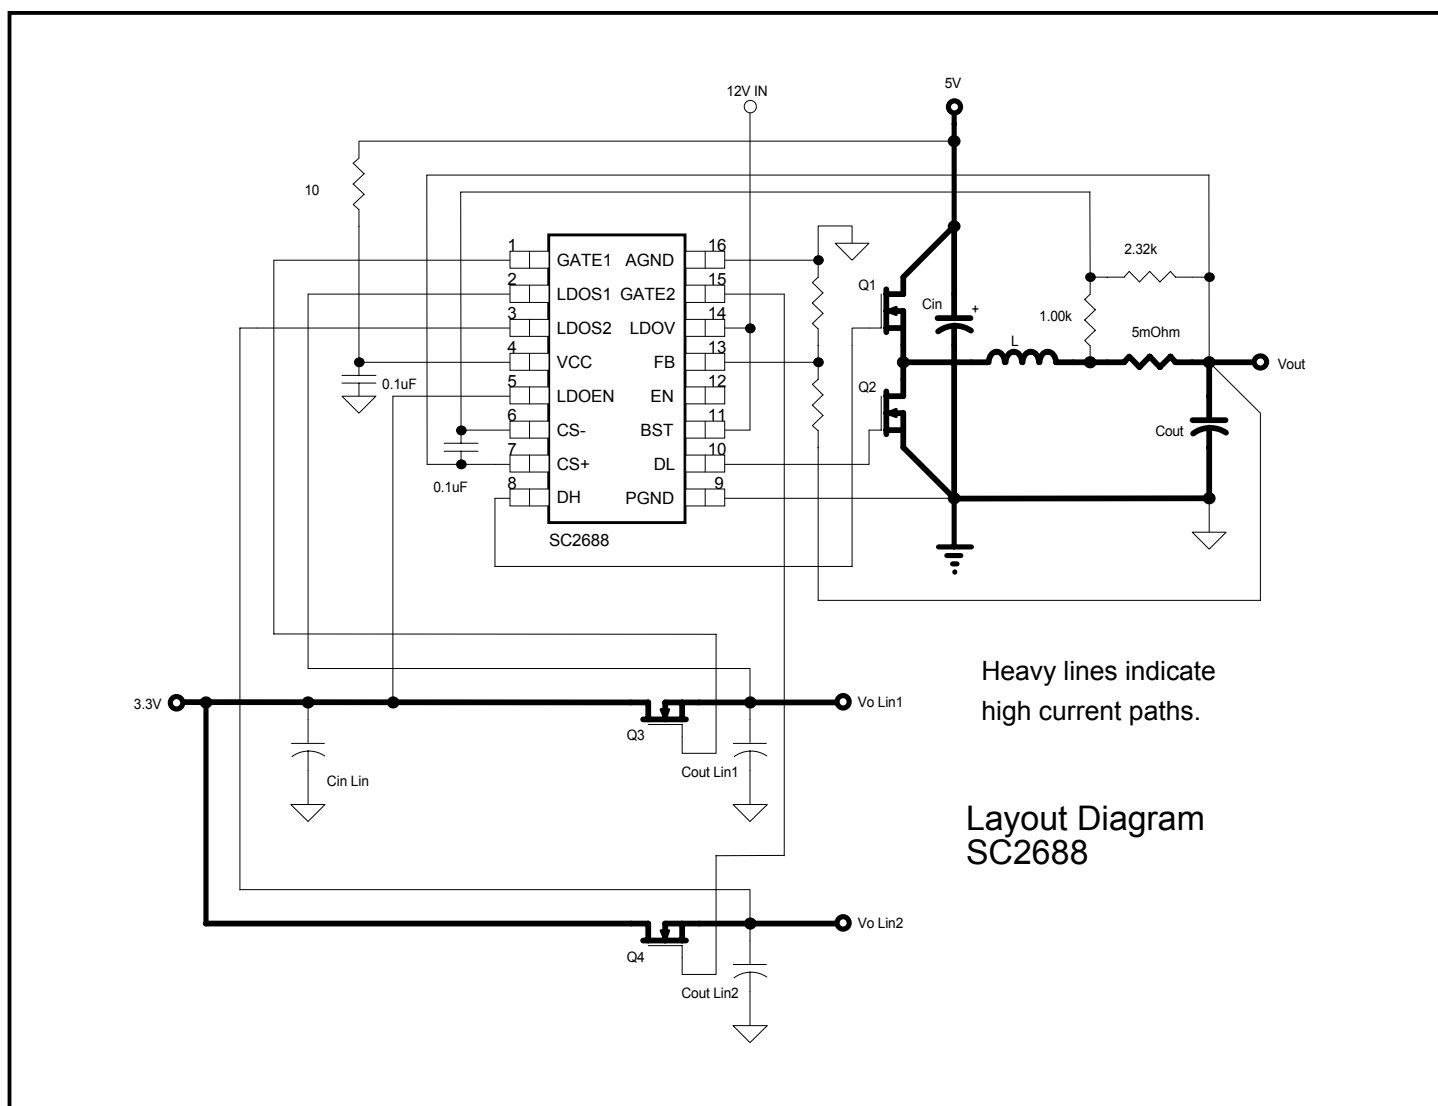 5V
12V IN
10
2.32k
1 GATE1 AGND 16
2 LDOS1 GATE2 15
3 LDOS2 LDOV 14
4 VCC FB 13
5 LDOEN EN 12
6 CS- BST 11
7 CS+ DL 10
8 DH PGND 9
SC2688
0.1uF
0.1uF
Q1
Cin
+
1.00k
L
5mOhm
Vout
Q2
Cout
Heavy lines indicate
high current paths.
3.3V
Vo Lin1
Q3
Cin Lin
Cout Lin1
Layout Diagram
SC2688
Vo Lin2
Q4
Cout Lin2